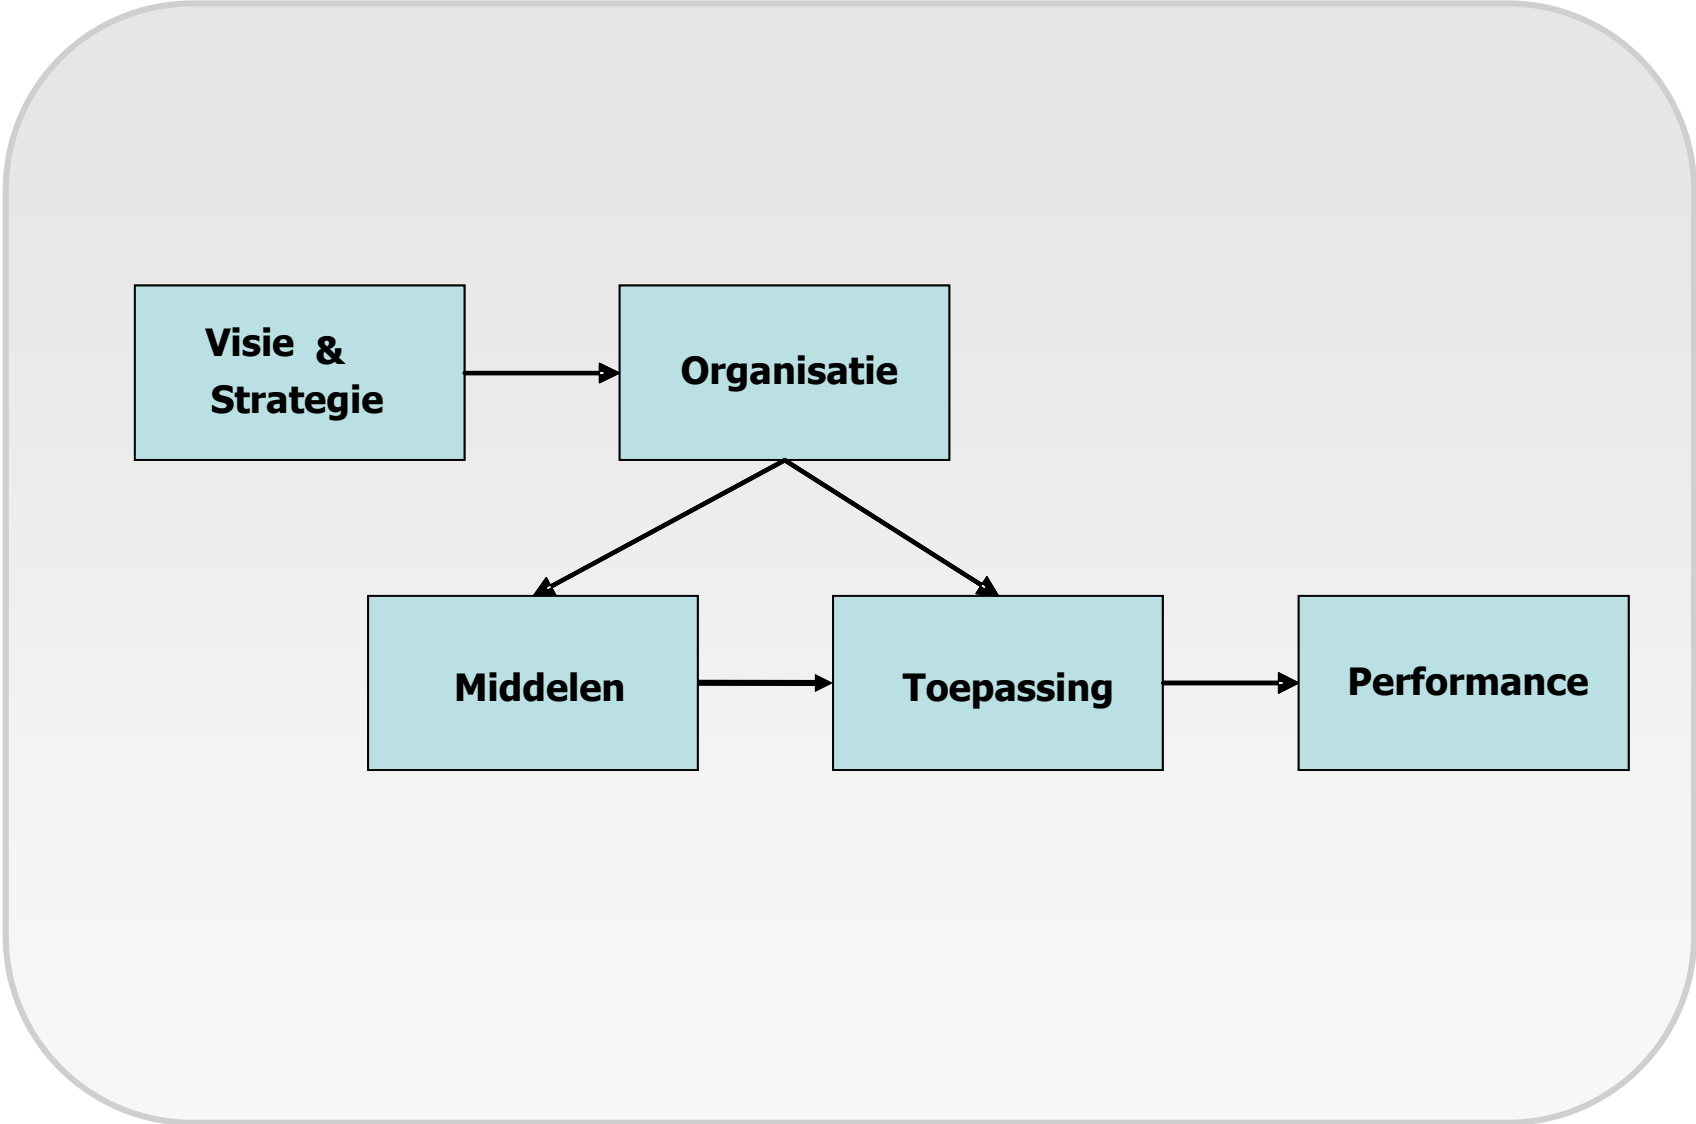 Visie &
Strategie
Organisatie
Middelen
Toepassing
Performance